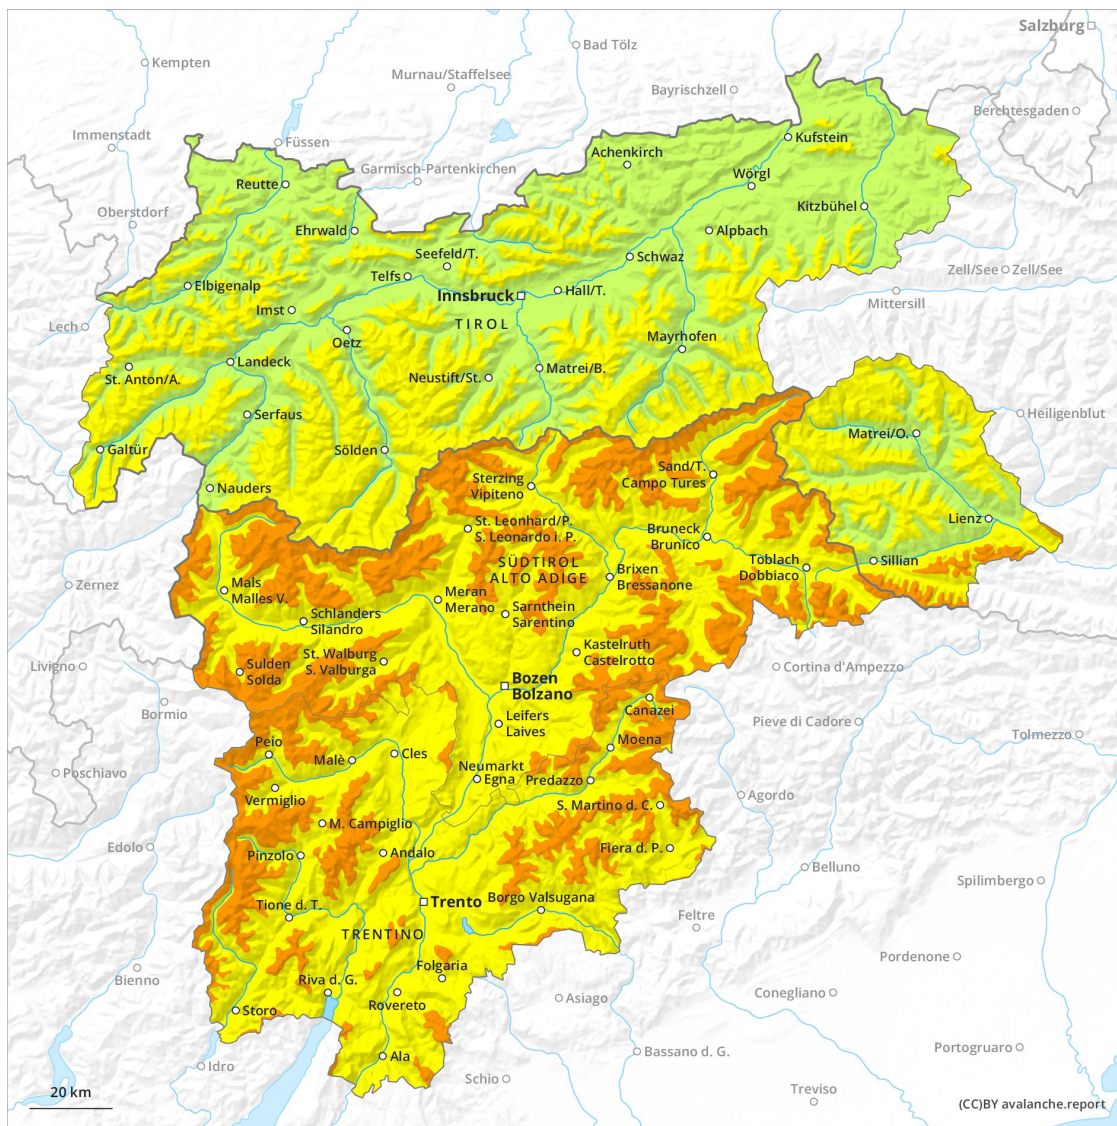 Salzburg
Bad Tölz
Kempten
Murnau/Staffelsee
Bayrischzell
Berchtesgaden
Immenstadt
Füssen
Kufstein
Achenkirch
Garmisch-Partenkirchen
Wörgl
Reutte
Kitzbühel
Oberstdorf
Ehrwald
Alpbach
Seefeld/T.
Schwaz
Zell/See
Zell/See
Telfs
Elbigenalp
Innsbruck
Hall/T.
Mittersill
Imst
TIROL
Lech
Oetz
Mayrhofen
Landeck
Matrei/B.
St. Anton/A.
Neustift/St.
Serfaus
Heiligenblut
Matrei/O.
Galtür
Sölden
Sand/T.
Campo Tures
Sterzing
Vipiteno
Nauders
Lienz
St. Leonhard/P.
S. Leonardo i. P.
Bruneck
Brunico
SÜDTIROL
ALTO ADIGE
Toblach
Dobbiaco
Sillian
Brixen
Bressanone
Zernez
Mals
Malles V.
Meran
Merano
Sarnthein
Sarentino
Schlanders
Silandro
Kastelruth
Castelrotto
St. Walburg
S. Valburga
Livigno
Sulden
Solda
Cortina d'Ampezzo
Bozen
Bolzano
Bormio
Canazei
Leifers
Laives
Pieve di Cadore
Tolmezzo
Peio
Moena
Cles
Malè
Neumarkt
Egna
Predazzo
Poschiavo
Vermiglio
Agordo
S. Martino d. C.
M. Campiglio
Edolo
Pinzolo
Andalo
Fiera d. P.
Belluno
Spilimbergo
Trento
Borgo Valsugana
Tione d. T.
Feltre
TRENTINO
Pordenone
Folgaria
Bienno
Riva d. G.
Rovereto
Asiago
Conegliano
Storo
Portogruaro
Bassano d. G.
Ala
Idro
Schio
Treviso
20 km
(CC)BY avalanche.report